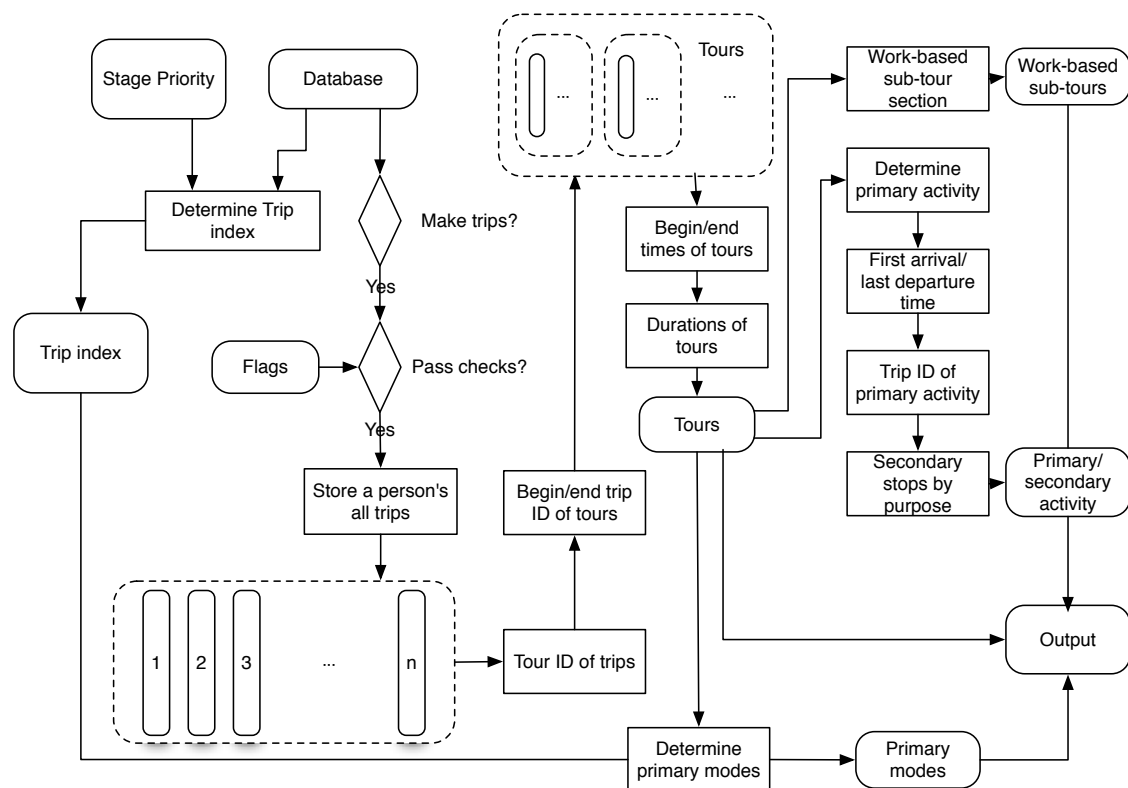 Stage Priority
Database
Determine Trip
index
Make trips?
Yes
Trip index
Flags
Pass checks?
Yes
Store a person's
all trips
1
2
3
...
n
Tour ID of trips
Begin/end trip
ID of tours
...
...
Tours
...
Begin/end
times of tours
Durations of
tours
Tours
Work-based
sub-tour
section
Work-based
sub-tours
Determine
primary activity
First arrival/
last departure
time
Trip ID of
primary activity
Secondary
stops by
purpose
Primary/
secondary
activity
Output
Determine
primary modes
Primary
modes